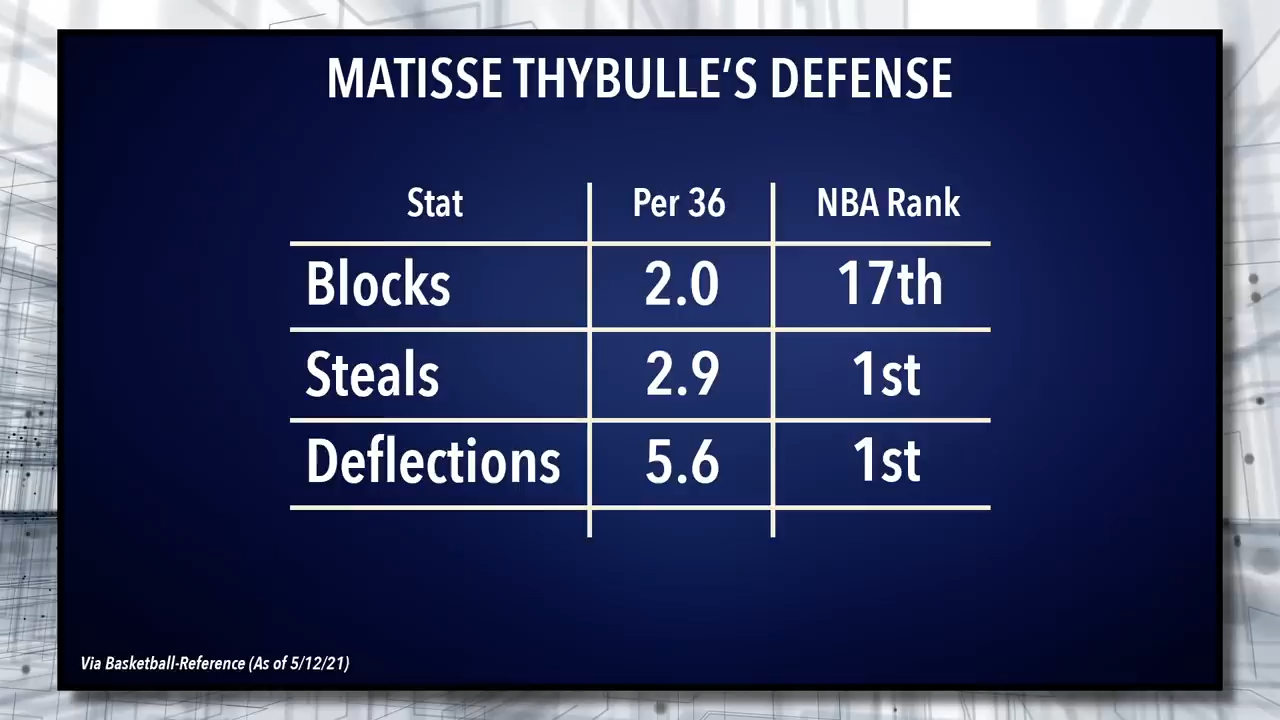 MATISSE THYBULLE'S DEFENSE
Stat Per 36 NBA Rank
Blocks 2.0 17th
Steals 2.9 1st
Deflections 5.6 1st
Via Basketball-Reference (As of 5/12/21)